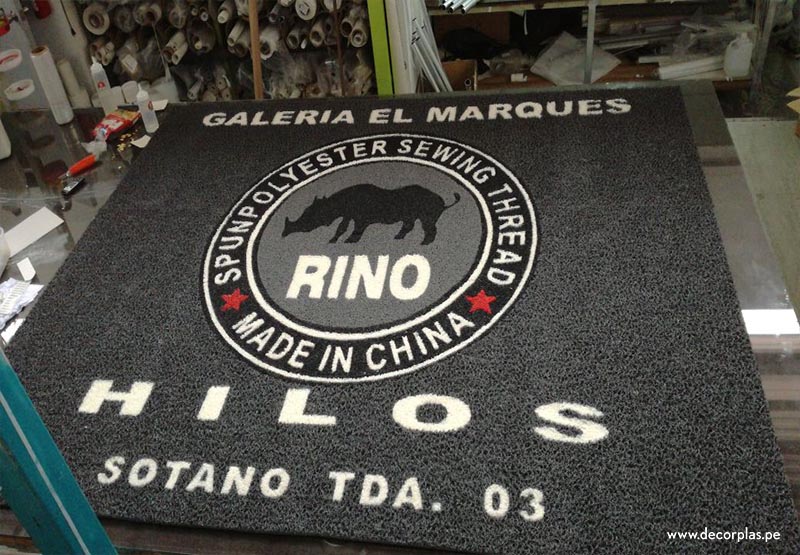 GALERIA EL MARQUES
SPUNPOLYESTER SEWING THREAD
RINO
MADE IN CHINA
HILOS
SOTANO TDA. 03
www.decorplas.pe